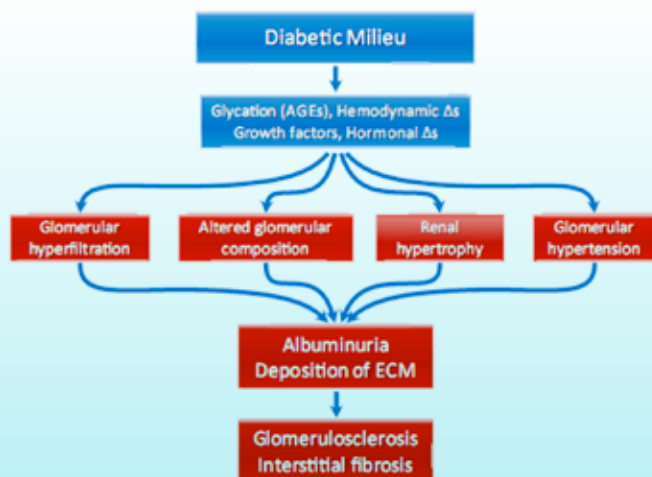 Diabetic Milieu
Glycation (AGEs), Hemodynamic Δs
Growth factors, Hormonal Δs
Glomerular
hyperfiltration
Altered glomerular
composition
Renal
hypertrophy
Glomerular
hypertension
Albuminuria
Deposition of ECM
Glomerulosclerosis
Interstitial fibrosis